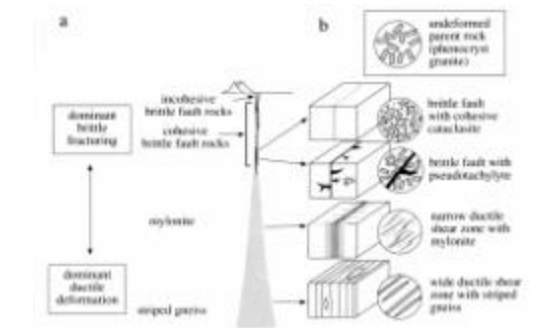 a
b
undeformed
parent rock
(phenocryst
granite)
incohesive
brittle fault rocks
dominant
brittle
fracturing
cohesive
brittle fault rocks
brittle fault
with cohesive
cataclasite
brittle fault with
pseudotachylyte
mylonite
narrow ductile
shear zone with
mylonite
dominant
ductile
deformation
striped gneiss
wide ductile shear
zone with striped
gneiss